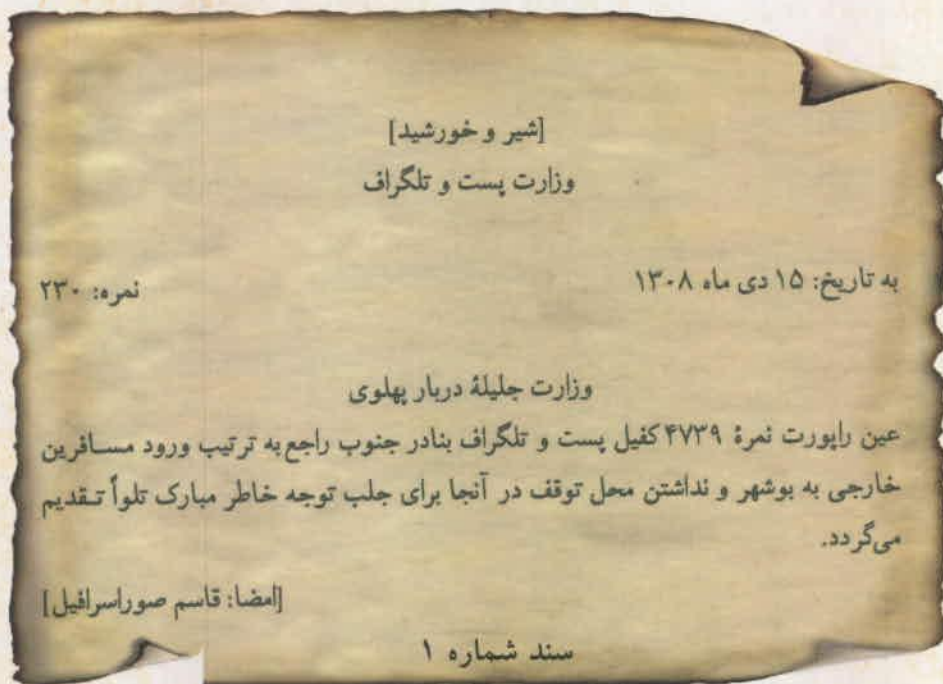 [شیر و خورشید]
وزارت پست و تلگراف
به تاریخ: ۱۵ دی ماه ۱۳۰۸
نمره: ۲۳۰
وزارت جلیلهٔ دربار پهلوی
عین راپورت نمرهٔ ۴۷۳۹ کفیل پست و تلگراف بنادر جنوب راجع به ترتیب ورود مسافرین
خارجی به بوشهر و نداشتن محل توقف در آنجا برای جلب توجه خاطر مبارک تلواً تقدیم
می‌گردد.
[امضا: قاسم صوراسرافیل]
سند شماره ۱